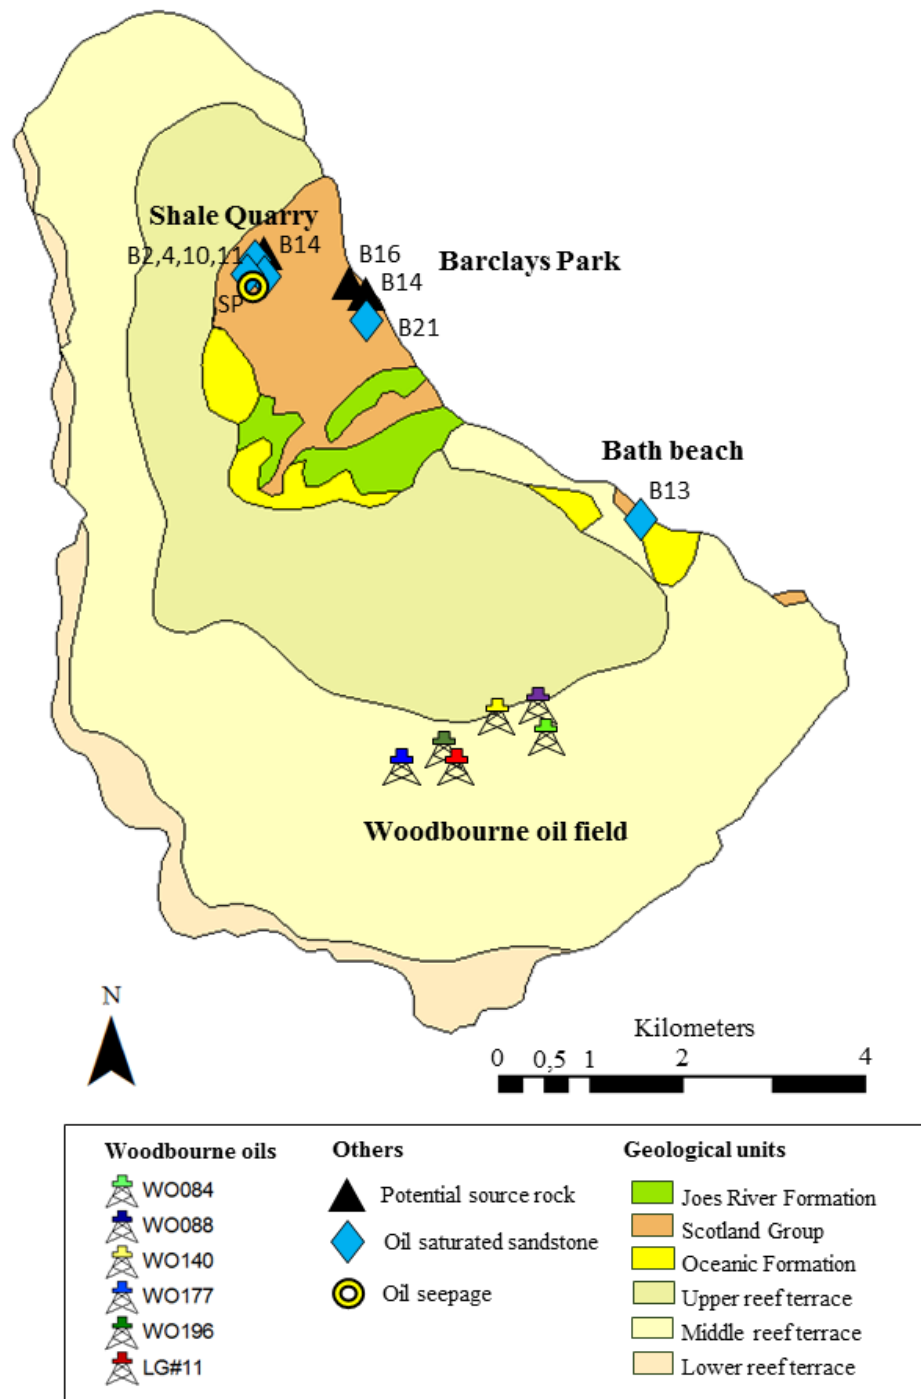 Shale Quarry
B2,4,10,11
B14
B16
Barclays Park
B14
SP
B21
Bath beach
B13
Woodbourne oil field
N
Kilometers
0 0,5 1 2 4
Woodbourne oils
WO084
WO088
WO140
WO177
WO196
LG#11
Others
Potential source rock
Oil saturated sandstone
Oil seepage
Geological units
Joes River Formation
Scotland Group
Oceanic Formation
Upper reef terrace
Middle reef terrace
Lower reef terrace